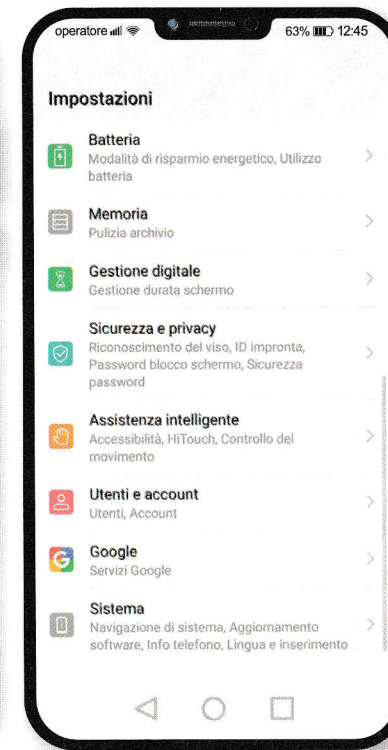 operatore 63% 12:45
Impostazioni
Batteria
Modalità di risparmio energetico, Utilizzo
batteria
Memoria
Pulizia archivio
Gestione digitale
Gestione durata schermo
Sicurezza e privacy
Riconoscimento del viso, ID impronta,
Password blocco schermo, Sicurezza
password
Assistenza intelligente
Accessibilità, HiTouch, Controllo del
movimento
Utenti e account
Utenti, Account
Google
Servizi Google
Sistema
Navigazione di sistema, Aggiornamento
software, Info telefono, Lingua e inserimento